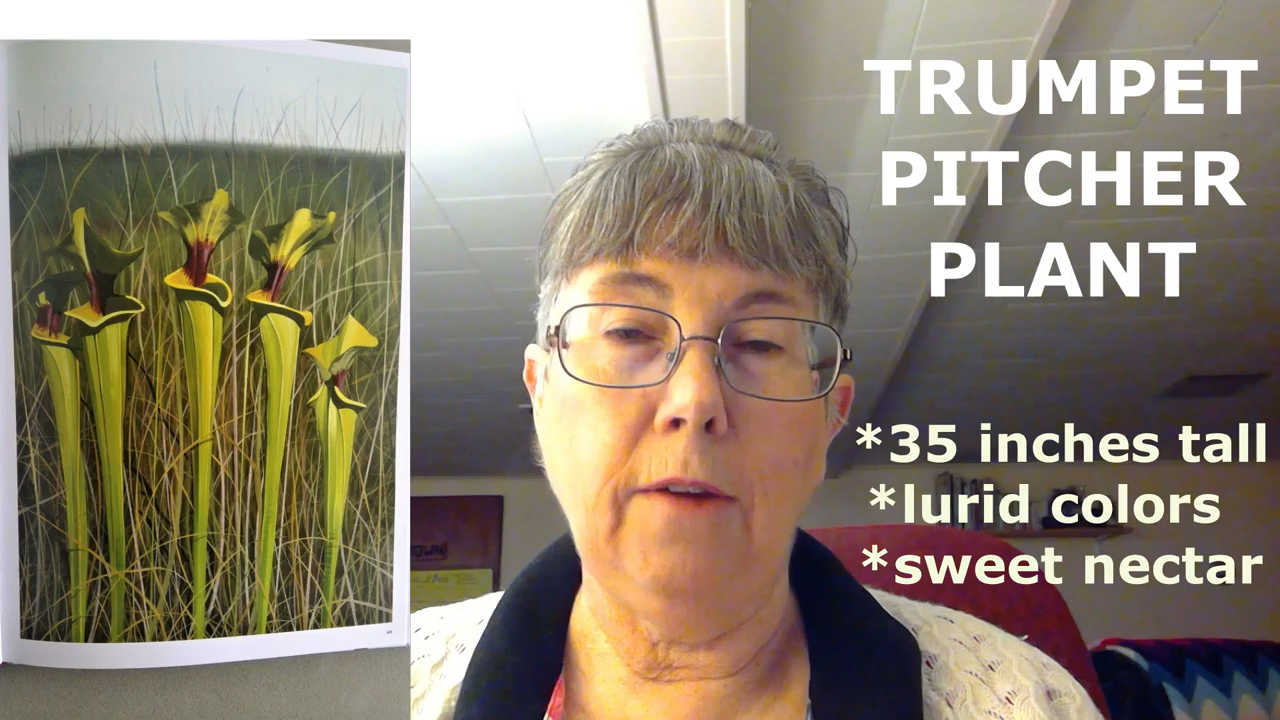 TRUMPET
PITCHER
PLANT
*35 inches tall
*lurid colors
*sweet nectar